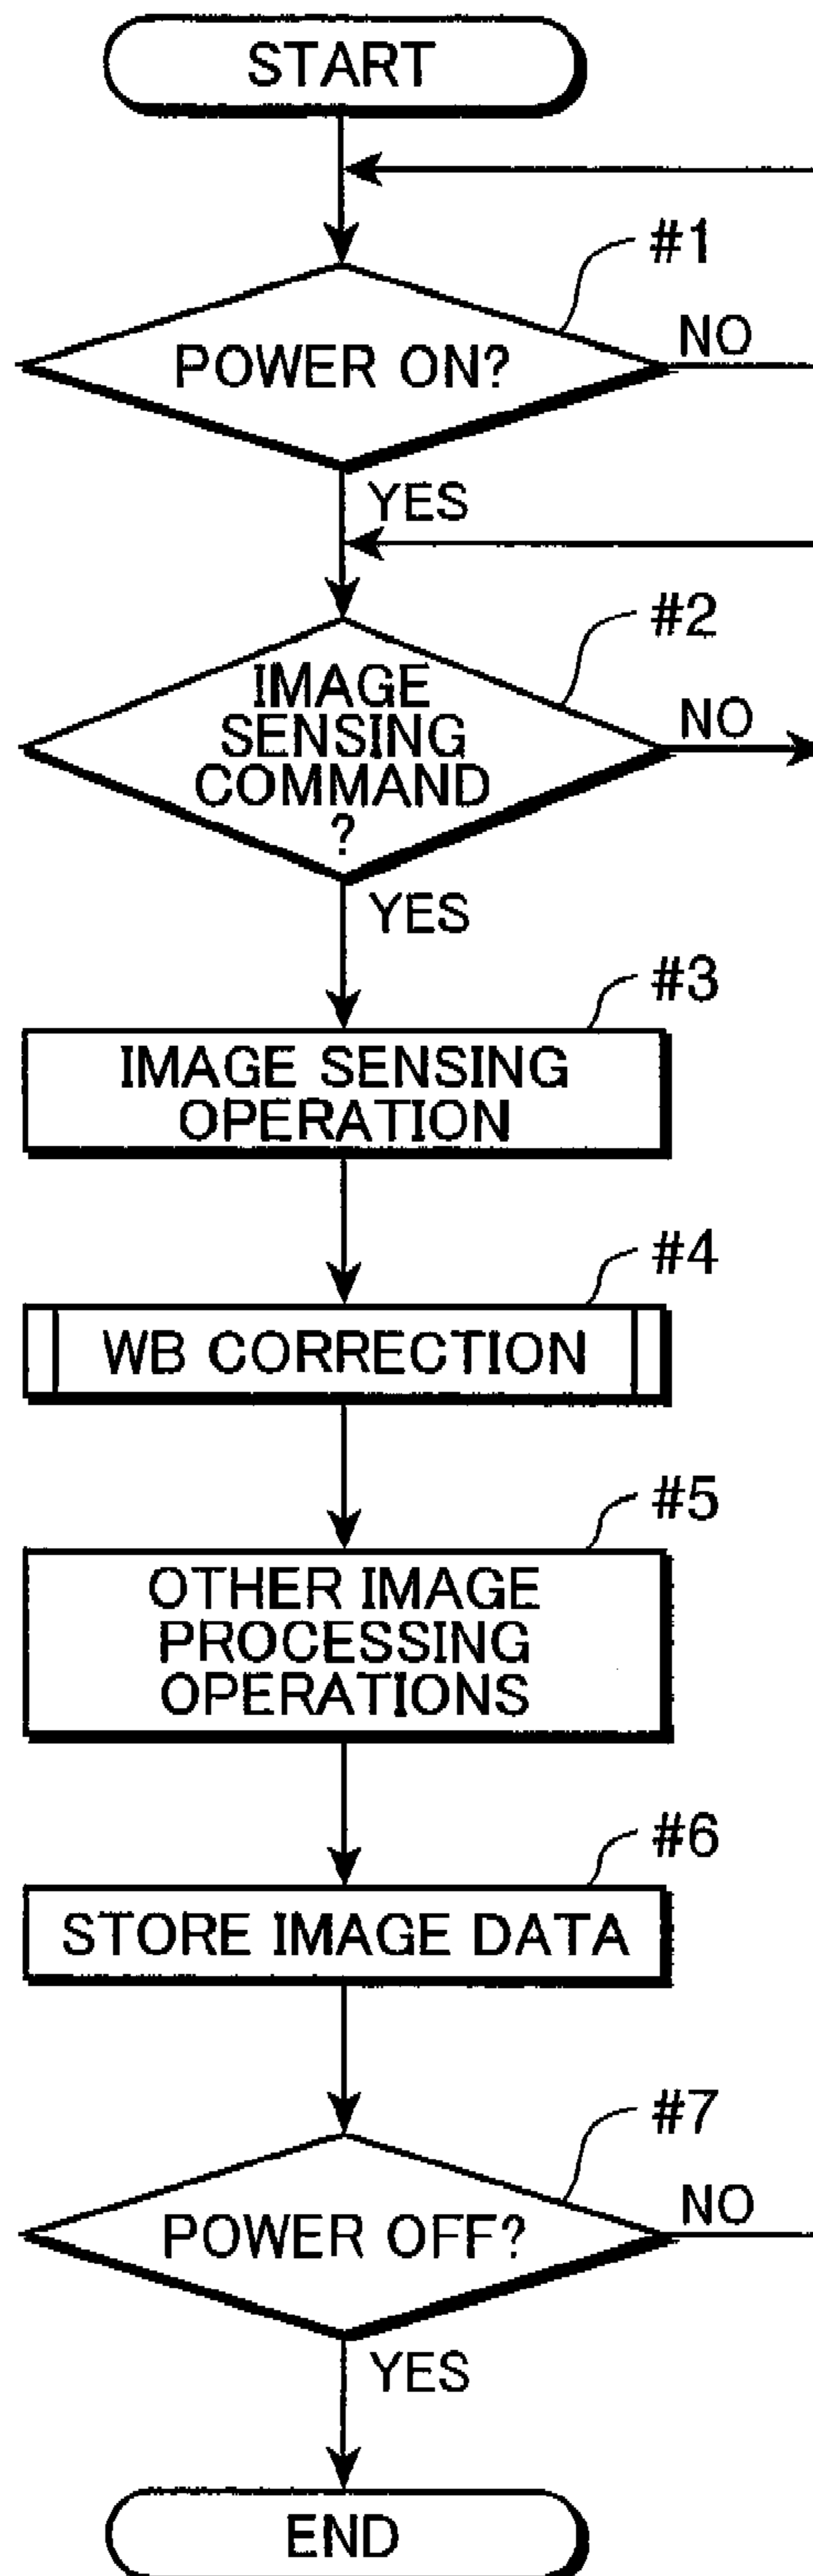 START
#1
POWER ON?
NO
YES
#2
IMAGE
SENSING
COMMAND
?
NO
YES
#3
IMAGE SENSING
OPERATION
#4
WB CORRECTION
#5
OTHER IMAGE
PROCESSING
OPERATIONS
#6
STORE IMAGE DATA
#7
POWER OFF?
NO
YES
END